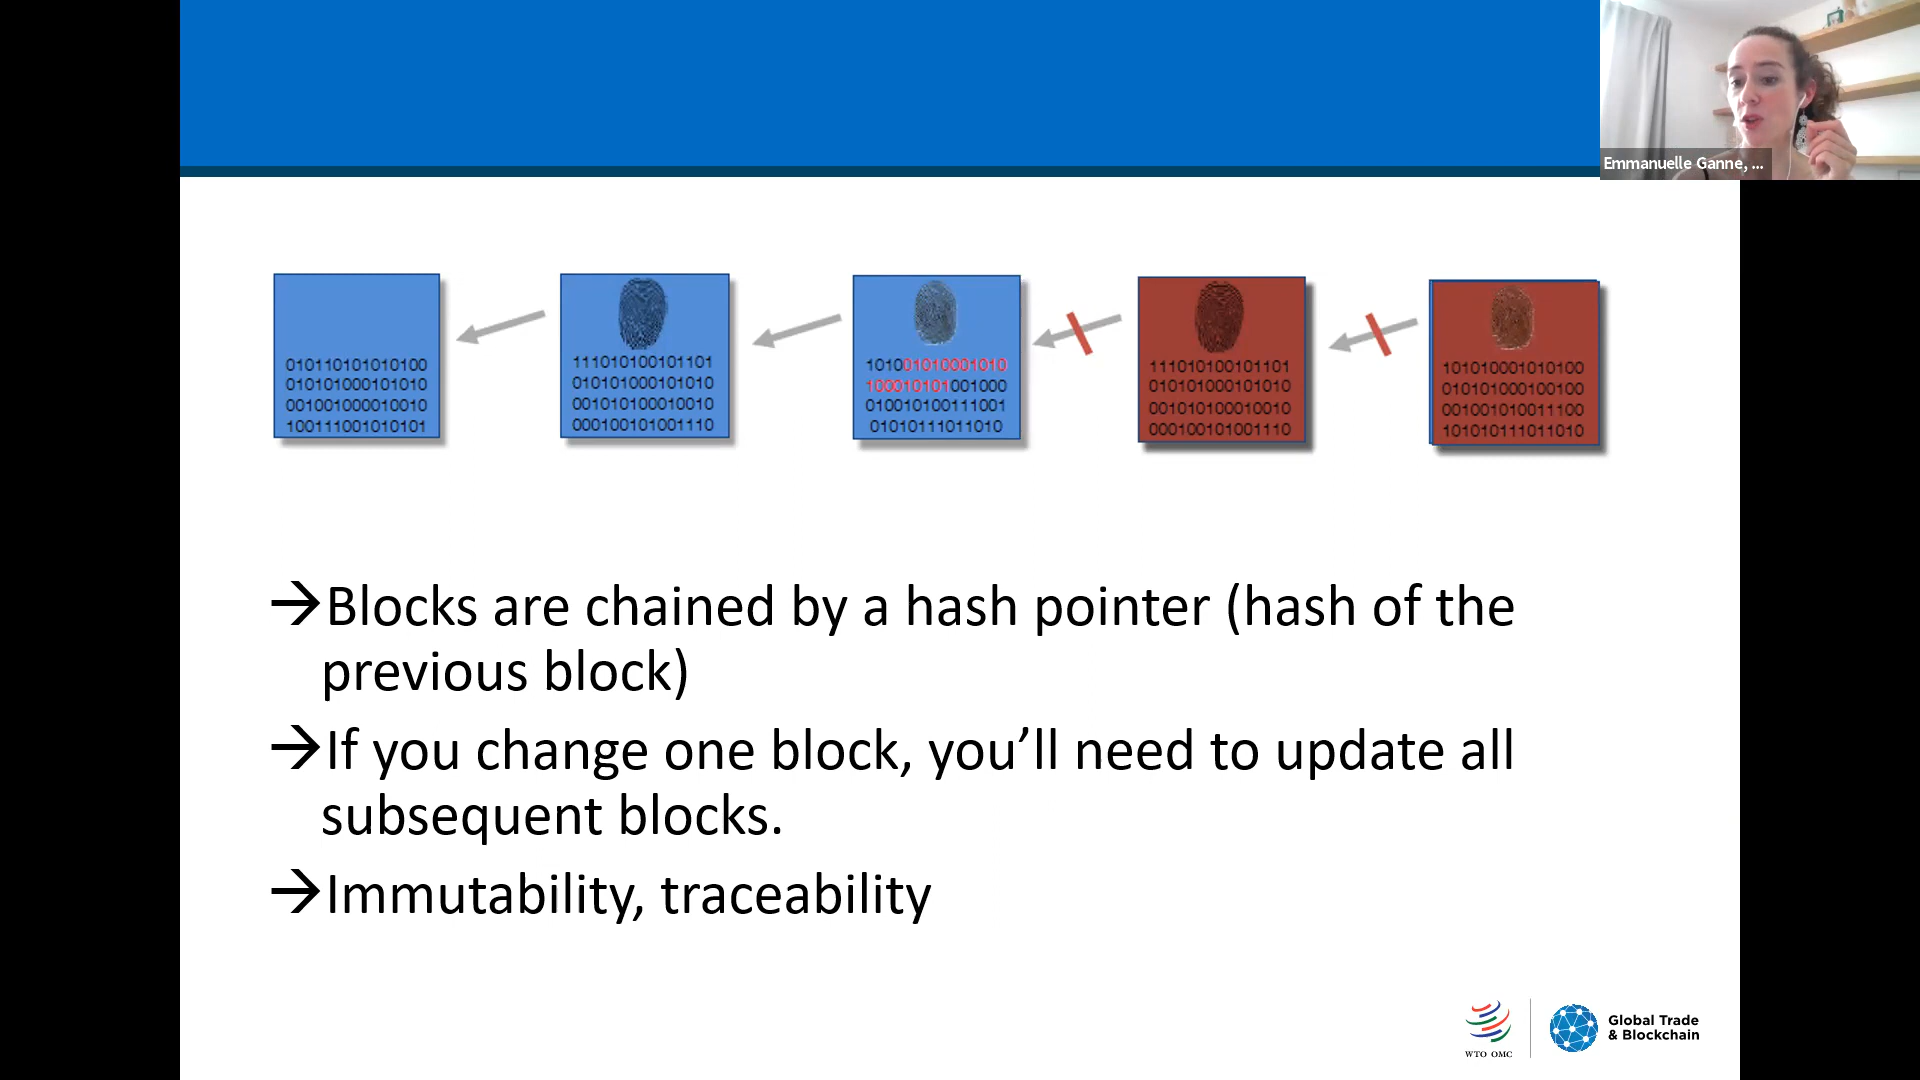 Emmanuelle Ganne, ...
010110101010100
010101000101010
001001000010010
100111001010101
111010100101101
010101000101010
001010100010010
000100101001110
101001010001010
100010101001000
010010100111001
01010111011010
111010100101101
010101000101010
001010100010010
000100101001110
101010001010100
010101000100100
001001010011100
101010111011010
→Blocks are chained by a hash pointer (hash of the
previous block)
→If you change one block, you’ll need to update all
subsequent blocks.
→Immutability, traceability
WTO OMC
Global Trade
& Blockchain